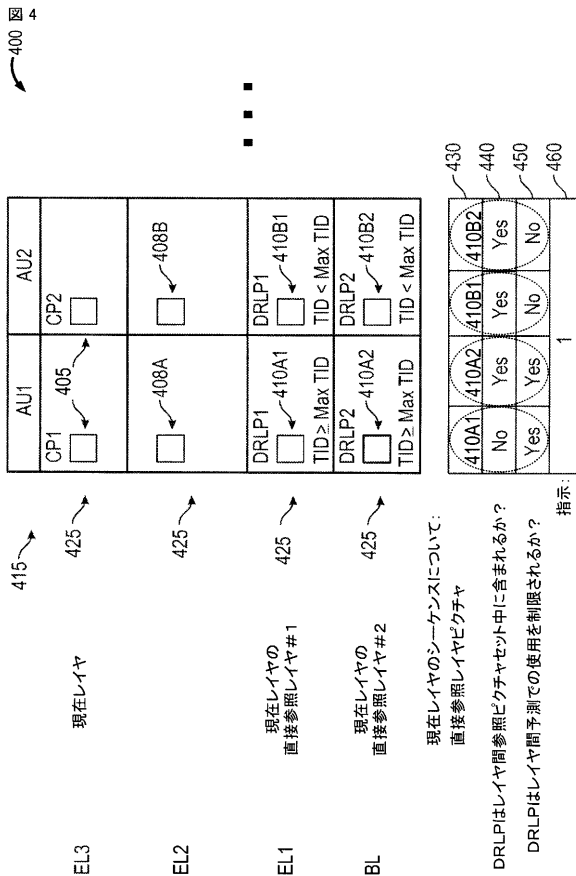 図 4
400
415
AU1
AU2
EL3
現在レイヤ
425
CP1
405
CP2
EL2
425
408A
408B
EL1
現在レイヤの
直接参照レイヤ#1
425
DRLP1
410A1
TID≥Max TID
DRLP1
410B1
TID < Max TID
BL
現在レイヤの
直接参照レイヤ#2
425
DRLP2
410A2
TID≥ Max TID
DRLP2
410B2
TID < Max TID
現在レイヤのシーケンスについて:
直接参照レイヤピクチャ
410A1 410A2 410B1 410B2 430
DRLPはレイヤ間参照ピクチャセット中に含まれるか?
No Yes Yes Yes 440
DRLPはレイヤ間予測での使用を制限されるか?
Yes Yes No No 450
指示: 1 460